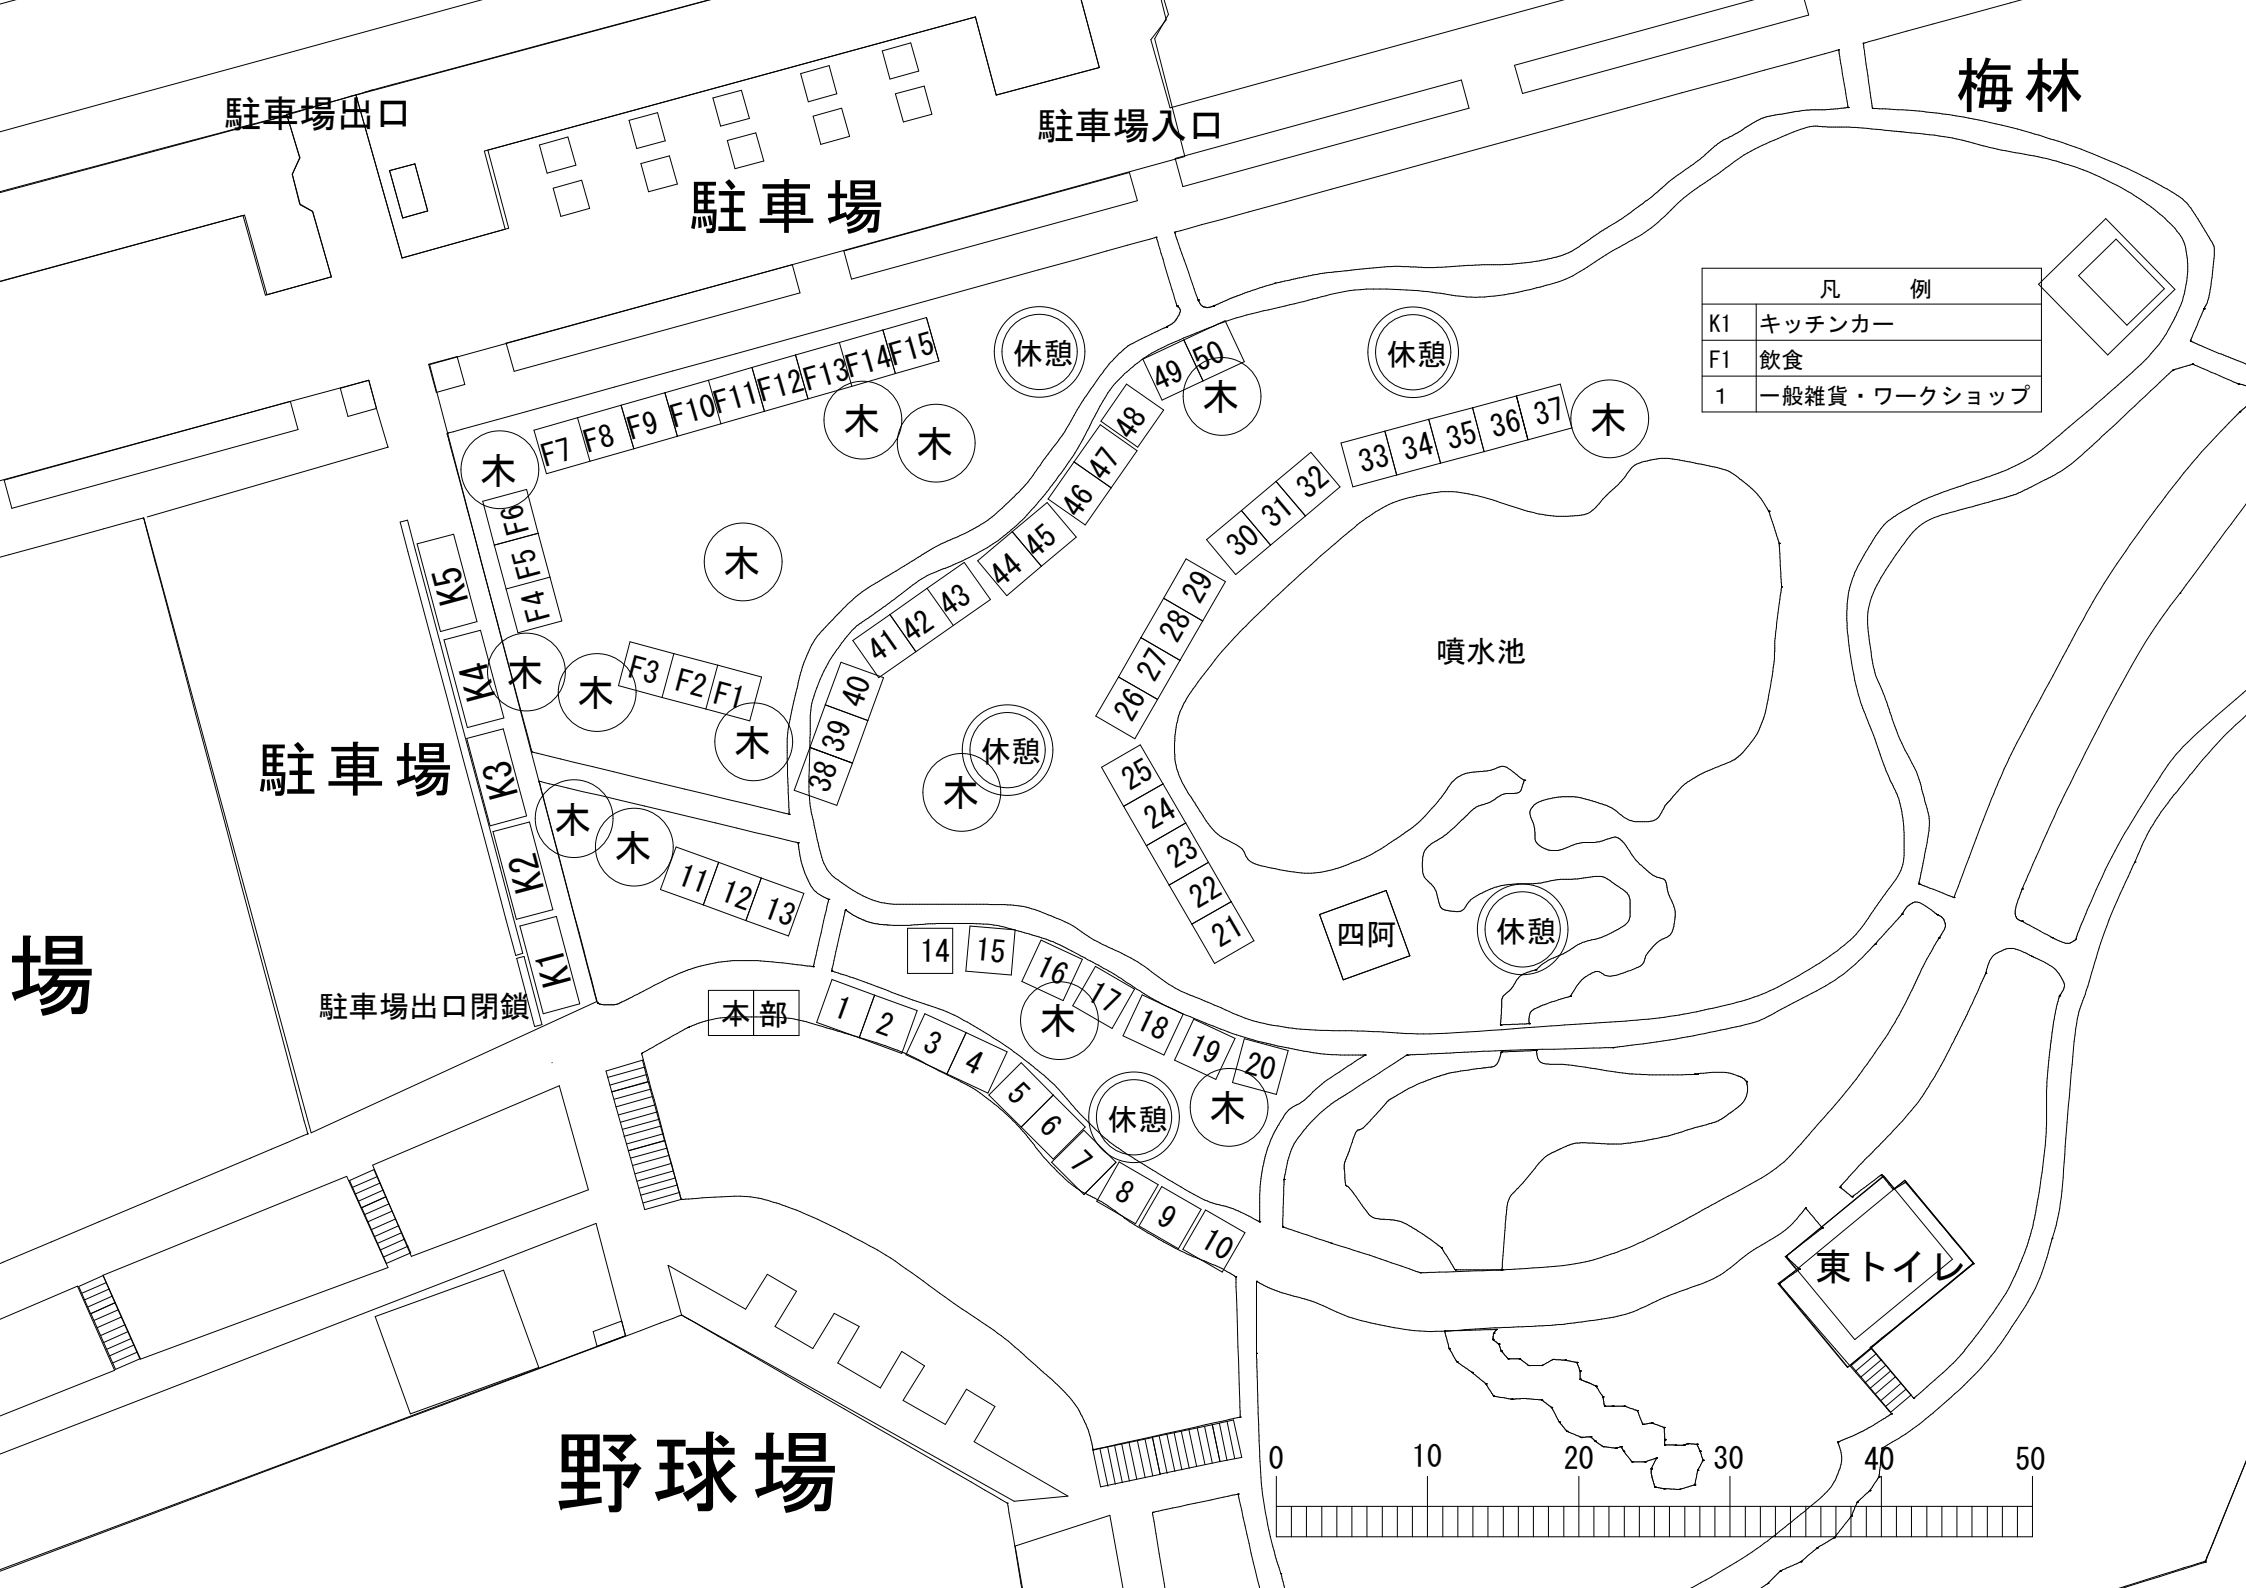 梅林
駐車場出口
駐車場入口
駐車場
凡 例
K1 キッチンカー
F1 飲食
1 一般雑貨・ワークショップ
休憩
休憩
F15
F14
F13
F12
F11
F10
F9
F8
F7
木
木
木
50
49
木
48
47
46
45
44
43
42
41
40
39
38
37
36
35
34
33
木
32
31
30
29
28
27
26
25
24
23
22
21
F6
F5
F4
木
K5
K4
K3
K2
K1
木
木
F3
F2
F1
木
噴水池
休憩
木
駐車場
木
木
11
12
13
四阿
休憩
場
駐車場出口閉鎖
本部
14
15
16
17
18
19
20
木
木
休憩
1
2
3
4
5
6
7
8
9
10
東トイレ
野球場
0 10 20 30 40 50